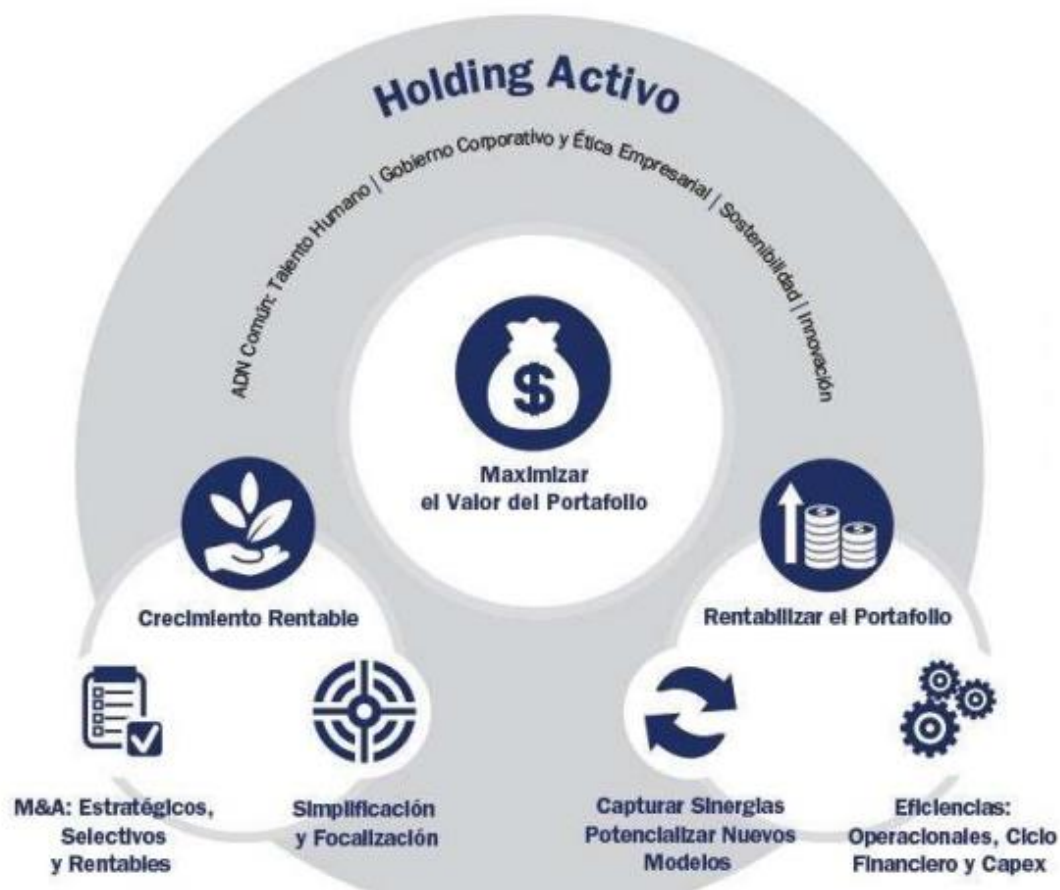 Holding Activo
ADN Común: Talento Humano | Gobierno Corporativo y Ética Empresarial | Sostenibilidad | Innovación
$
Maximizar
el Valor del Portafolio
Crecimiento Rentable
Rentabilizar el Portafolio
M&A: Estratégicos,
Selectivos
y Rentables
Simplificación
y Focalización
Capturar Sinergias
Potencializar Nuevos
Modelos
Eficiencias:
Operacionales, Ciclo
Financiero y Capex